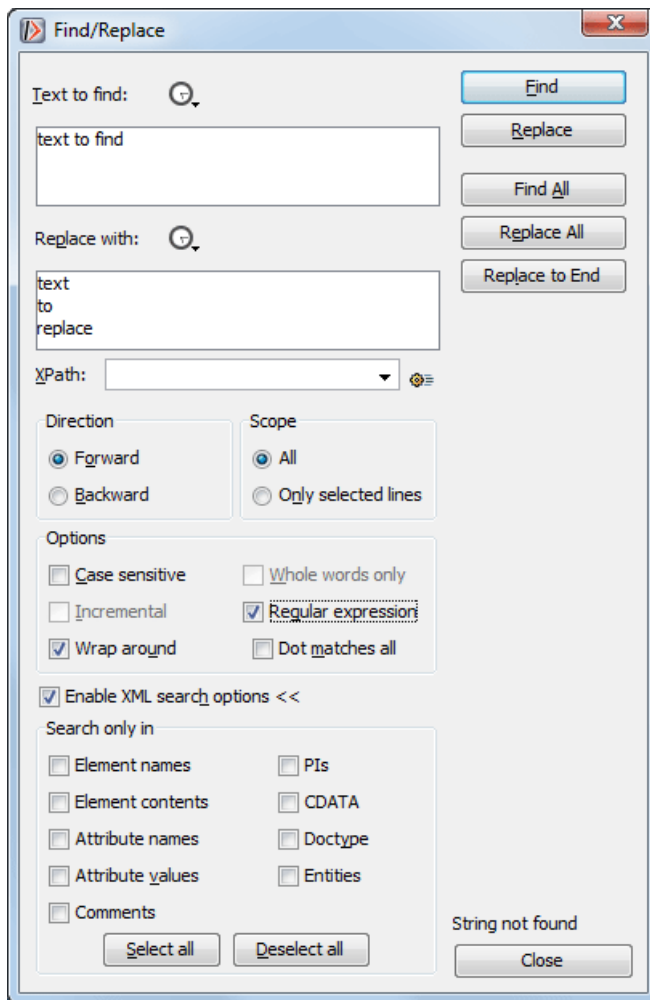 Find/Replace
Text to find:
text to find
Replace with:
text
to
replace
XPath:
Find
Replace
Find All
Replace All
Replace to End
Direction
Forward
Backward
Scope
All
Only selected lines
Options
Case sensitive
Whole words only
Incremental
Regular expression
Wrap around
Dot matches all
Enable XML search options <<
Search only in
Element names
PIs
Element contents
CDATA
Attribute names
Doctype
Attribute values
Entities
Comments
Select all
Deselect all
String not found
Close